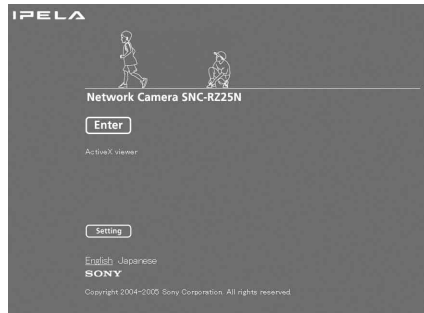 IPELA
Network Camera SNC-RZ25N
Enter
ActiveX viewer
Setting
English Japanese
SONY
Copyright 2004-2005 Sony Corporation. All rights reserved.